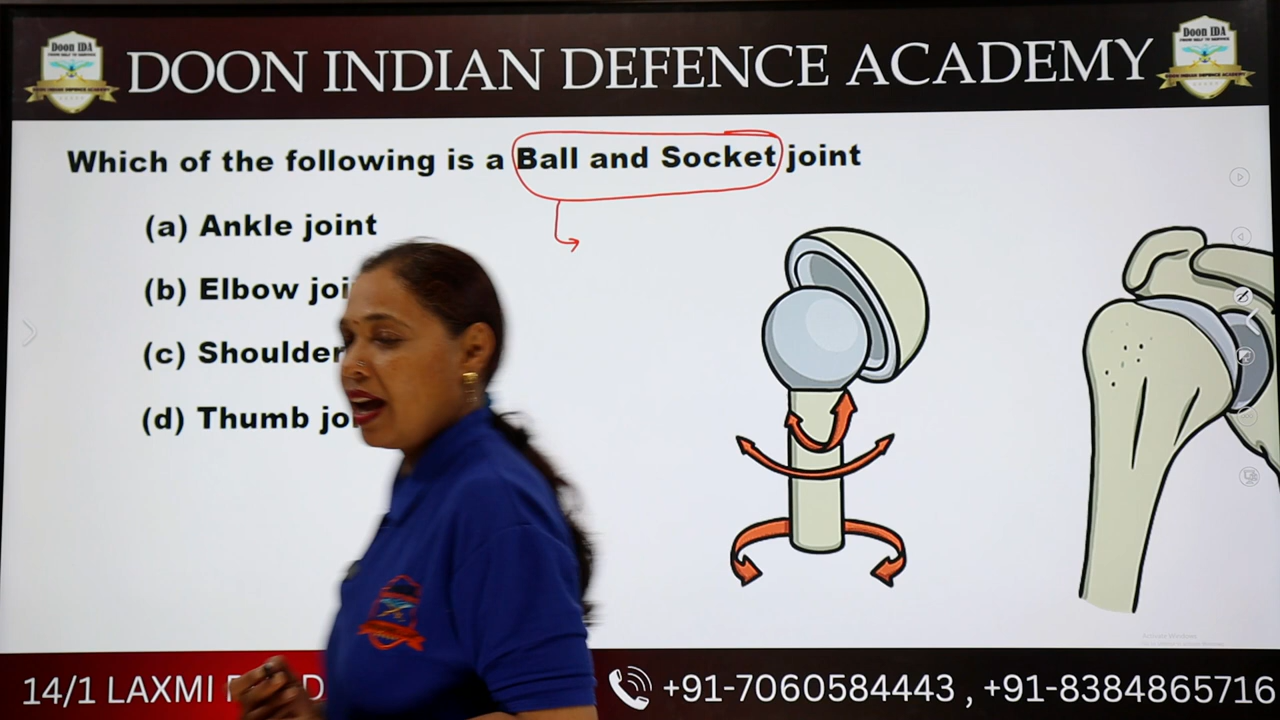 Doon IDA
DOON INDIAN DEFENCE ACADEMY
Doon IDA
Which of the following is a Ball and Socket joint
(a) Ankle joint
(b) Elbow joi
(c) Shoulder
(d) Thumb jo
14/1 LAXMI
+91-7060584443 , +91-8384865716